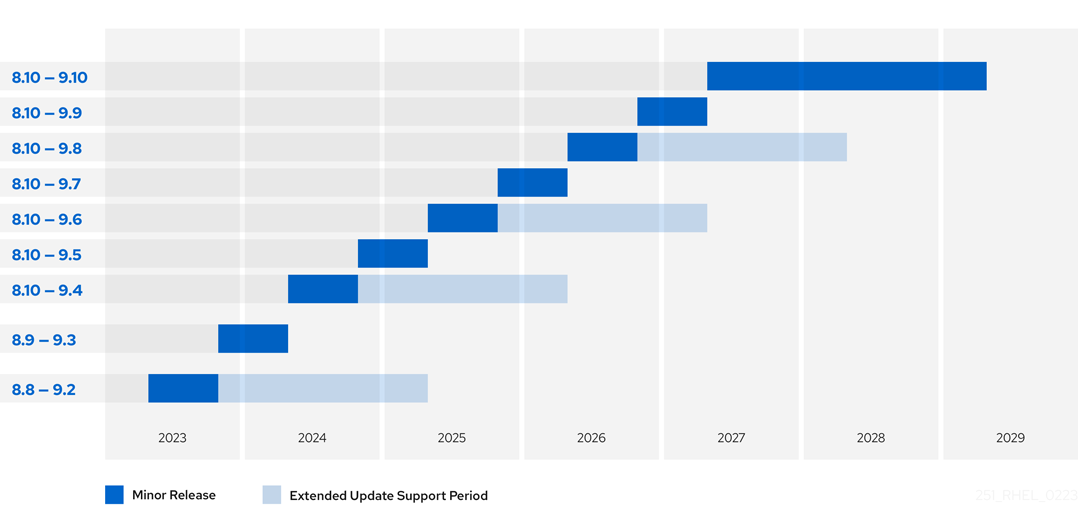 8.10 – 9.10
8.10 – 9.9
8.10 – 9.8
8.10 – 9.7
8.10 – 9.6
8.10 – 9.5
8.10 – 9.4
8.9 – 9.3
8.8 – 9.2
2023 2024 2025 2026 2027 2028 2029
Minor Release Extended Update Support Period
251_RHEL_0223